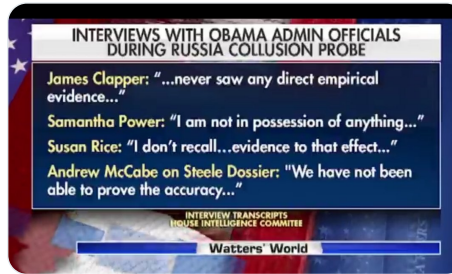 INTERVIEWS WITH OBAMA ADMIN OFFICIALS
DURING RUSSIA COLLUSION PROBE
James Clapper: "...never saw any direct empirical
evidence..."
Samantha Power: "I am not in possession of anything..."
Susan Rice: "I don't recall...evidence to that effect..."
Andrew McCabe on Steele Dossier: "We have not been
able to prove the accuracy..."
INTERVIEW TRANSCRIPTS
HOUSE INTELLIGENCE COMMITEE
Watters' World